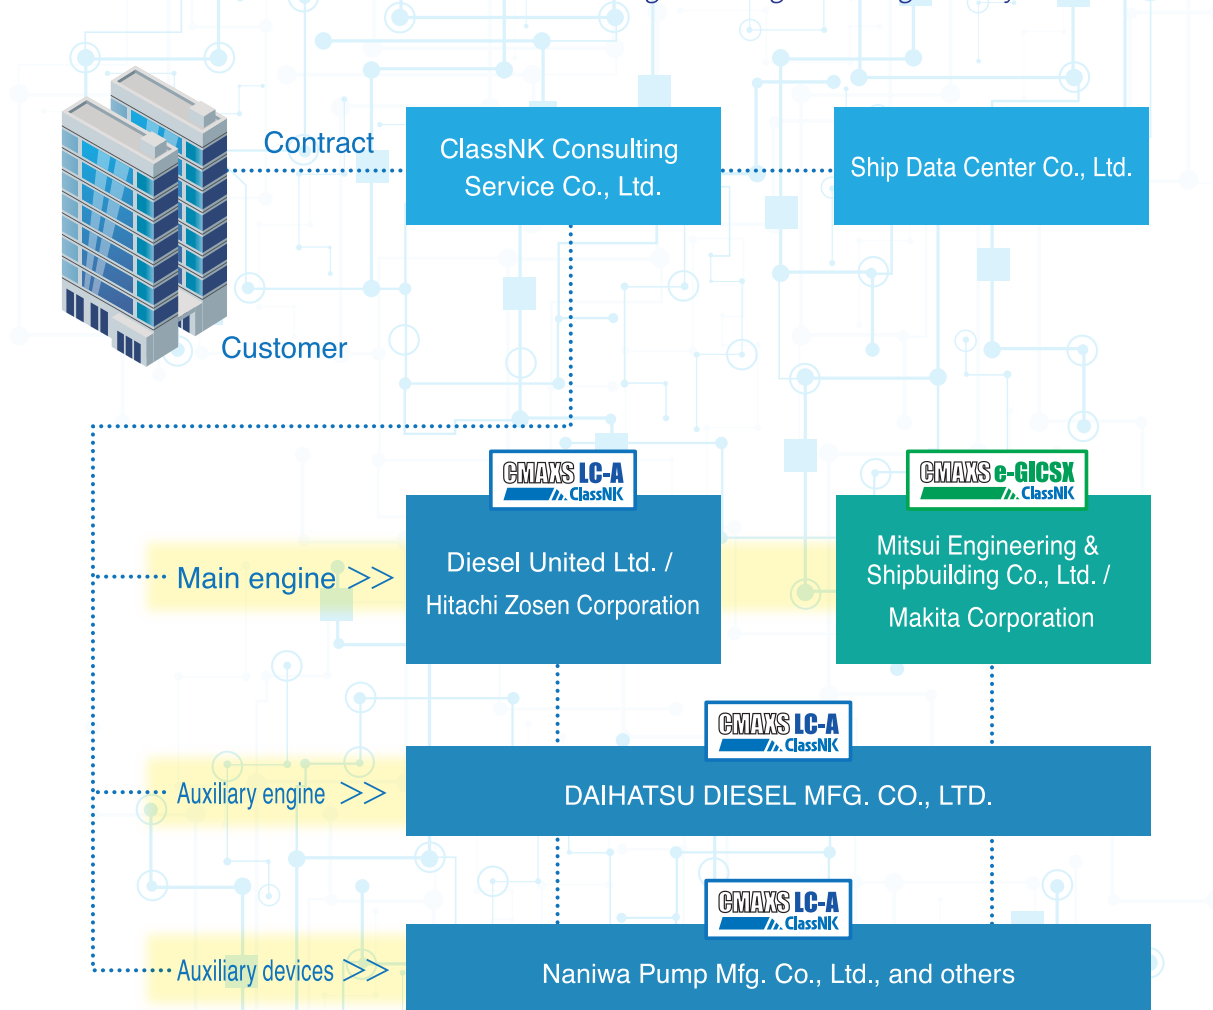 Contract
ClassNK Consulting
Service Co., Ltd.
Ship Data Center Co., Ltd.
Customer
CMAXS LC-A
ClassNK
CMAXS e-GICSX
ClassNK
Main engine >>
Diesel United Ltd. /
Hitachi Zosen Corporation
Mitsui Engineering &
Shipbuilding Co., Ltd. /
Makita Corporation
CMAXS LC-A
ClassNK
Auxiliary engine >>
DAIHATSU DIESEL MFG. CO., LTD.
CMAXS LC-A
ClassNK
Auxiliary devices >>
Naniwa Pump Mfg. Co., Ltd., and others